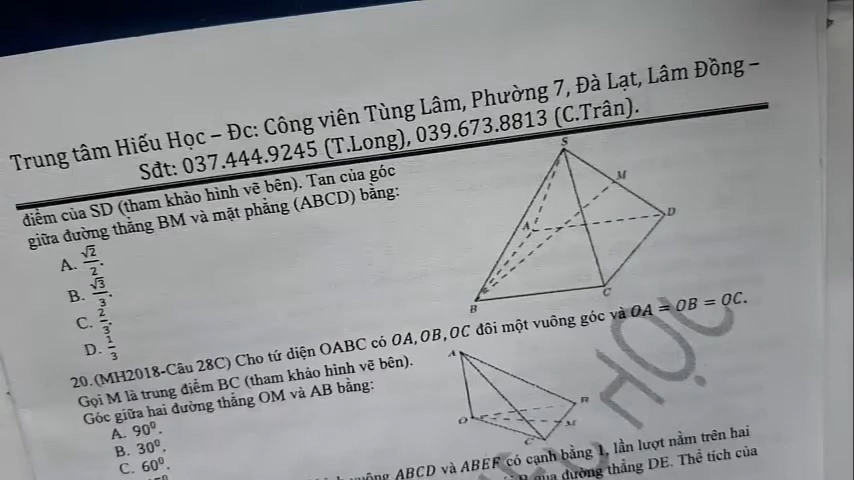 Trung tâm Hiếu Học – Đc: Công viên Tùng Lâm, Phường 7, Đà Lạt, Lâm Đồng –
Sđt: 037.444.9245 (T.Long), 039.673.8813 (C.Trân).
điểm của SD (tham khảo hình vẽ bên). Tan của góc
giữa đường thẳng BM và mặt phẳng (ABCD) bằng:
A. √2/2.
B. √3/3.
C. 2/3.
D. 1/3
S
M
A
D
B
C
20.(MH2018-Câu 28C) Cho tứ diện OABC có OA, OB, OC đôi một vuông góc và OA = OB = OC.
Gọi M là trung điểm BC (tham khảo hình vẽ bên).
Góc giữa hai đường thẳng OM và AB bằng:
A. 90⁰.
B. 30⁰.
C. 60⁰.
A
O
B
M
C
HỌC
vuông ABCD và ABEF có cạnh bằng 1, lần lượt nằm trên hai
qua đường thẳng DE. Thể tích của